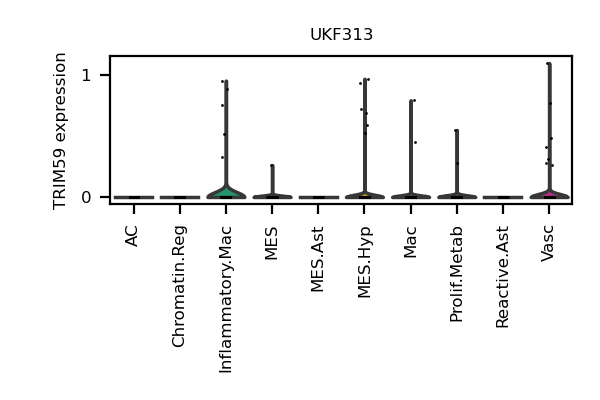 UKF313
TRIM59 expression
1
0
AC
Chromatin.Reg
Inflammatory.Mac
MES
MES.Ast
MES.Hyp
Mac
Prolif.Metab
Reactive.Ast
Vasc